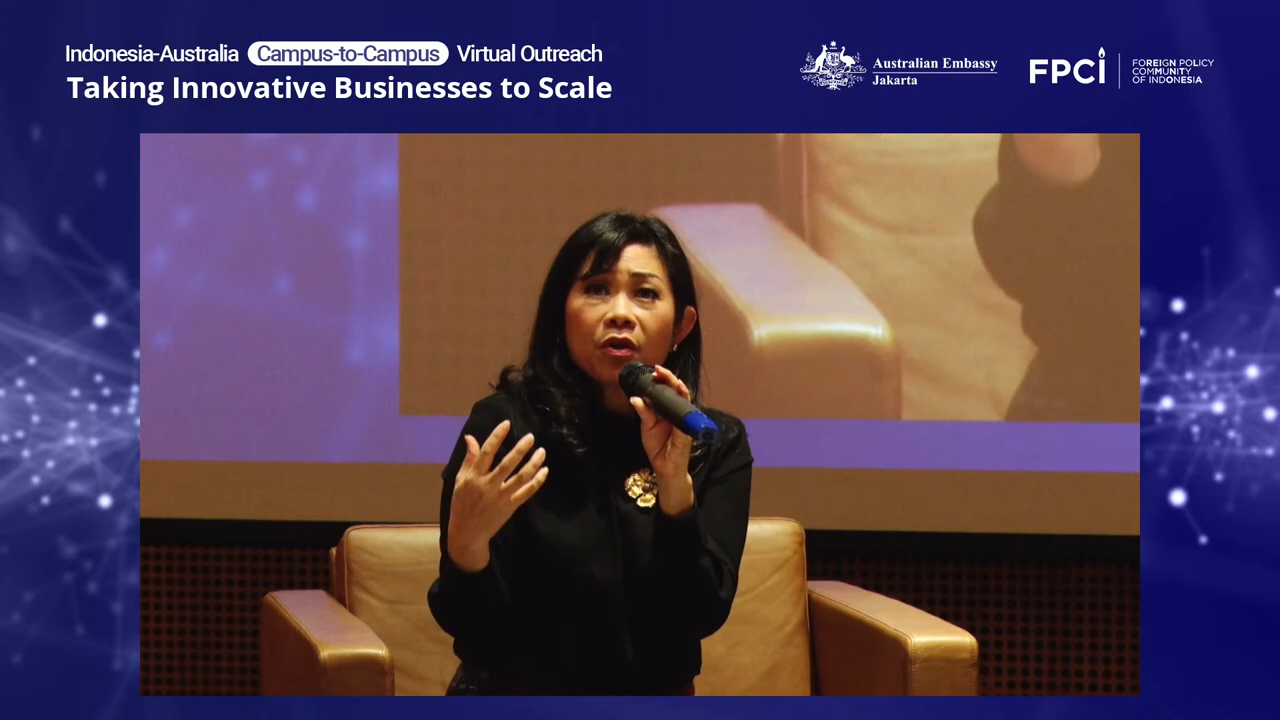 Indonesia-Australia Campus-to-Campus Virtual Outreach
Taking Innovative Businesses to Scale
Australian Embassy
Jakarta
FPCI
FOREIGN POLICY
COMMUNITY
OF INDONESIA